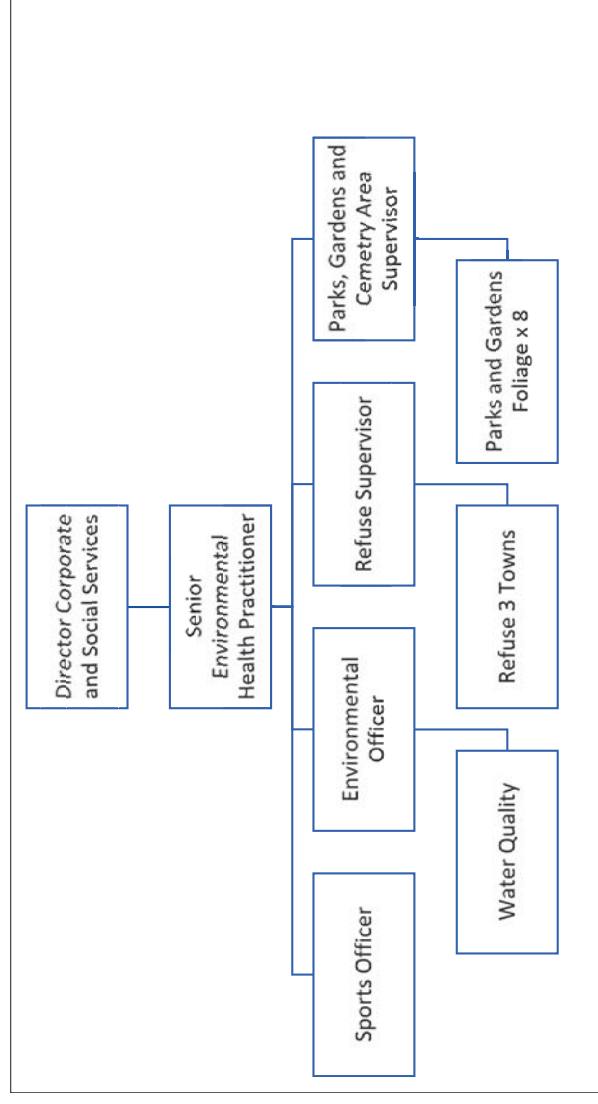 Director Corporate
and Social Services
Senior
Environmental
Health Practitioner
Sports Officer
Environmental
Officer
Refuse Supervisor
Parks, Gardens and
Cemetry Area
Supervisor
Water Quality
Refuse 3 Towns
Parks and Gardens
Foliage x 8